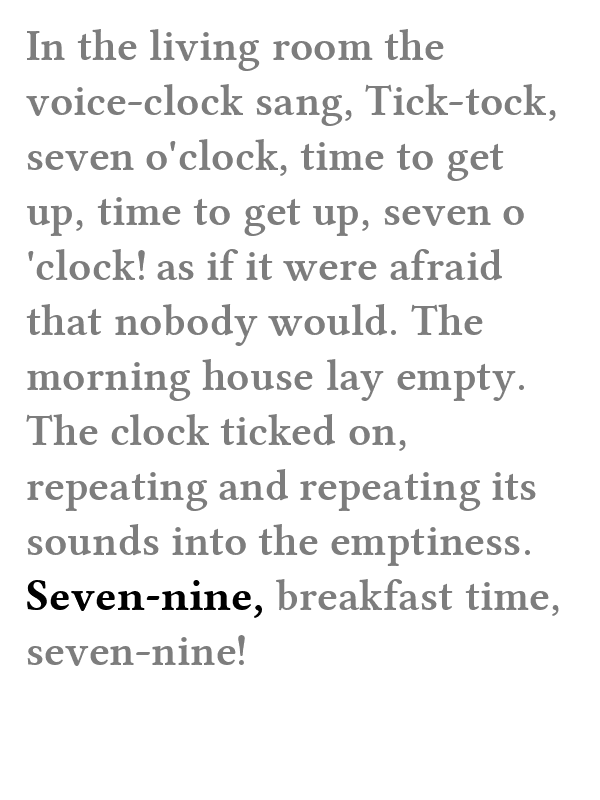 In the living room the
voice-clock sang, Tick-tock,
seven o'clock, time to get
up, time to get up, seven o
'clock! as if it were afraid
that nobody would. The
morning house lay empty.
The clock ticked on,
repeating and repeating its
sounds into the emptiness.
Seven-nine, breakfast time,
seven-nine!